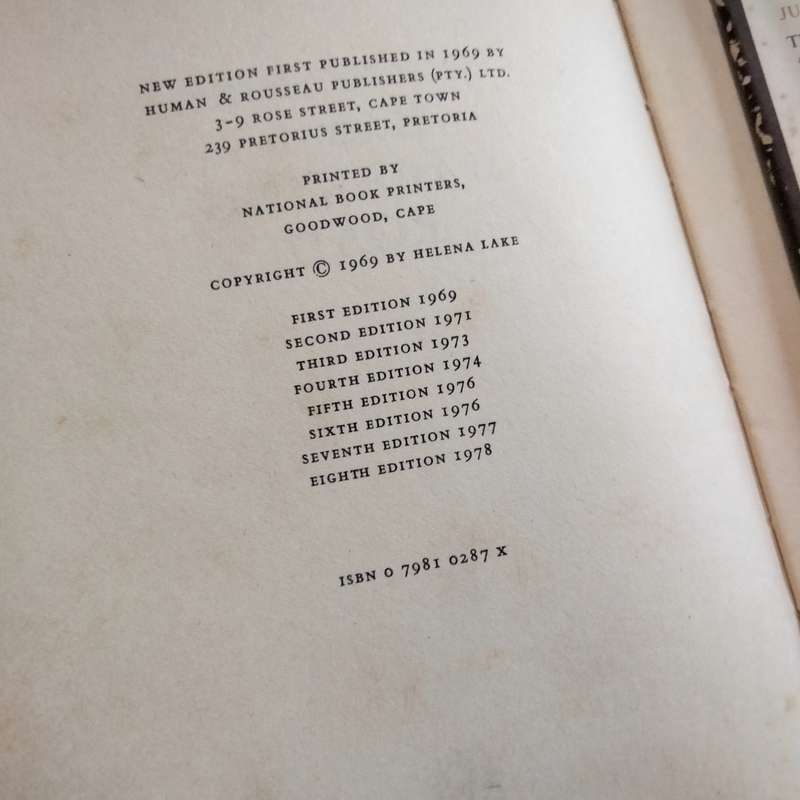 NEW EDITION FIRST PUBLISHED IN 1969 BY
HUMAN & ROUSSEAU PUBLISHERS (PTY.) LTD.
3-9 ROSE STREET, CAPE TOWN
239 PRETORIUS STREET, PRETORIA
PRINTED BY
NATIONAL BOOK PRINTERS,
GOODWOOD, CAPE
COPYRIGHT © 1969 BY HELENA LAKE
FIRST EDITION 1969
SECOND EDITION 1971
THIRD EDITION 1973
FOURTH EDITION 1974
FIFTH EDITION 1976
SIXTH EDITION 1976
SEVENTH EDITION 1977
EIGHTH EDITION 1978
ISBN 0 7981 0287 X